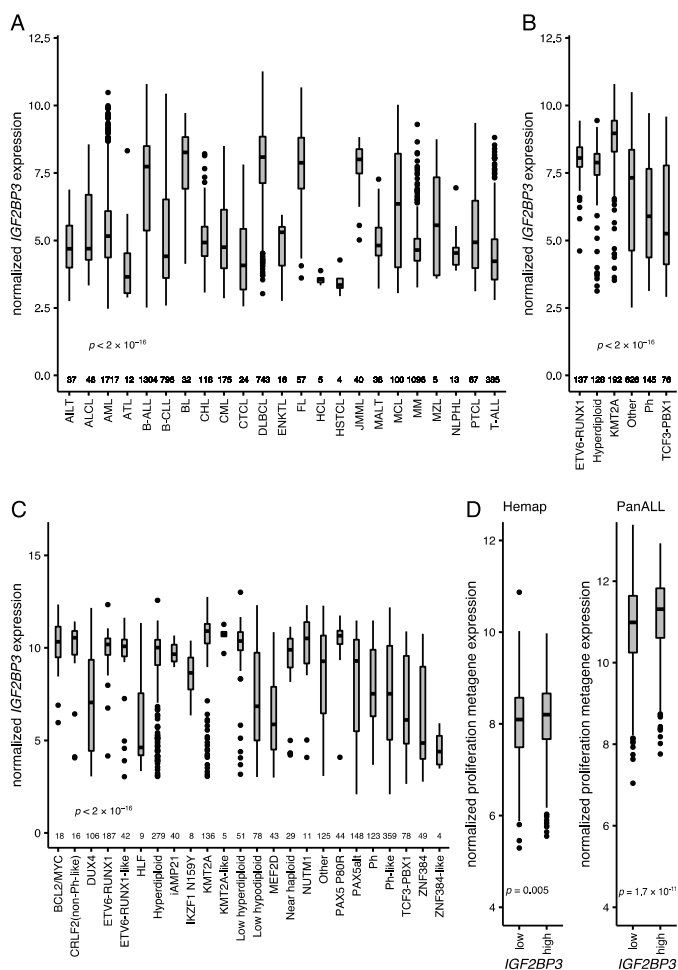 A
normalized IGF2BP3 expression
12.5
10.0
7.5
5.0
2.5
0.0
p < 2 × 10⁻¹⁶
37 48 1717 12 1304 795 32 118 175 24 743 16 57 5 4 40 36 100 1095 5 13 67 385
AILT ALCL AML ATL B-ALL B-CLL BL CHL CML CTCL DLBCL ENKTL FL HCL HSTCL JMML MALT MCL MM MZL NLPHL PTCL T-ALL
B
normalized IGF2BP3 expression
12.5
10.0
7.5
5.0
2.5
0.0
p < 2 × 10⁻¹⁶
137 128 192 626 145 76
ETV6-RUNX1 Hyperdiploid KMT2A Other Ph TCF3-PBX1
C
normalized IGF2BP3 expression
15
10
5
0
p < 2 × 10⁻¹⁶
18 16 106 187 42 9 279 40 8 136 5 51 78 43 29 11 125 44 148 123 359 78 49 4
BCL2/MYC CRLF2(non-Ph-like) DUX4 ETV6-RUNX1 ETV6-RUNX1-like HLF Hyperdiploid iAMP21 IKZF1 N159Y KMT2A KMT2A-like Low hyperdiploid Low hypodiploid MEF2D Near haploid NUTM1 Other PAX5 P80R PAX5alt Ph Ph-like TCF3-PBX1 ZNF384 ZNF384-like
D
Hemap
normalized proliferation metagene expression
12
10
8
6
4
p = 0.005
low high
IGF2BP3
PanALL
normalized proliferation metagene expression
12
10
8
6
4
p = 1.7 × 10⁻¹¹
low high
IGF2BP3